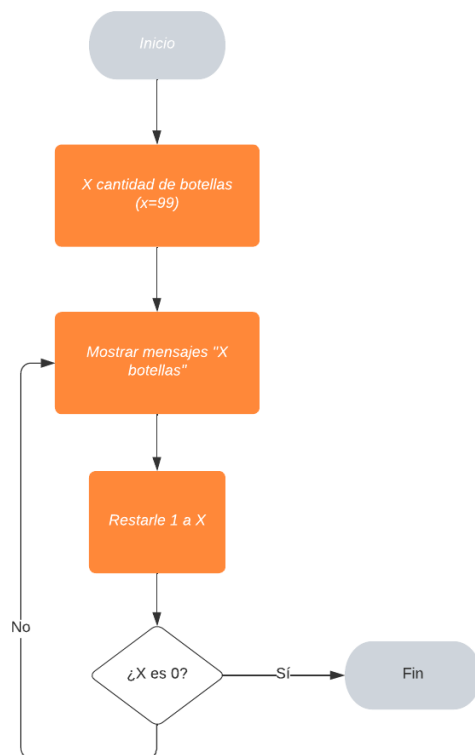 Inicio
X cantidad de botellas
(x=99)
Mostrar mensajes "X
botellas"
Restarle 1 a X
No
¿X es 0?
Sí
Fin